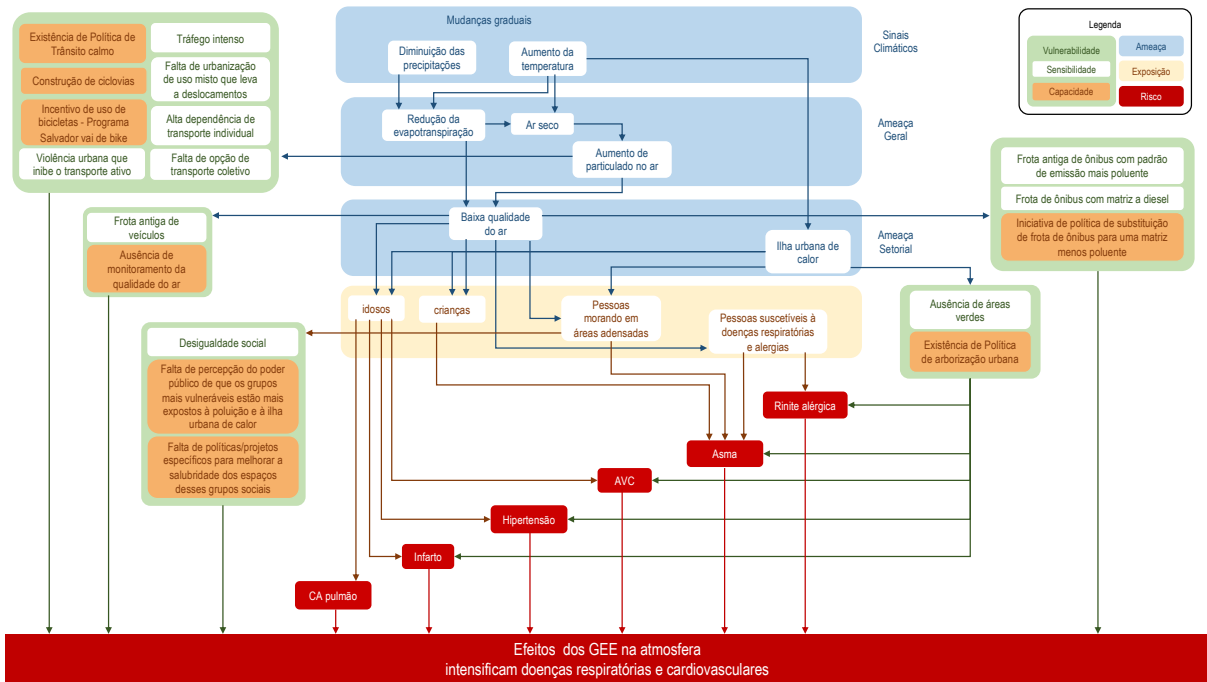 Existência de Política de
Trânsito calmo
Construção de ciclovias
Incentivo de uso de
bicicletas - Programa
Salvador vai de bike
Violência urbana que
inibe o transporte ativo
Tráfego intenso
Falta de urbanização
de uso misto que leva
a deslocamentos
Alta dependência de
transporte individual
Falta de opção de
transporte coletivo
Mudanças graduais
Diminuição das
precipitações
Aumento da
temperatura
Sinais
Climáticos
Redução da
evapotranspiração
Ar seco
Aumento de
particulado no ar
Ameaça
Geral
Baixa qualidade
do ar
Ilha urbana de
calor
Ameaça
Setorial
Legenda
Vulnerabilidade
Sensibilidade
Capacidade
Ameaça
Exposição
Risco
Frota antiga de ônibus com padrão
de emissão mais poluente
Frota de ônibus com matriz a diesel
Iniciativa de política de substituição
de frota de ônibus para uma matriz
menos poluente
Frota antiga de
veículos
Ausência de
monitoramento da
qualidade do ar
idosos
crianças
Pessoas
morando em
áreas adensadas
Pessoas suscetíveis à
doenças respiratórias
e alergias
Ausência de áreas
verdes
Existência de Política
de arborização urbana
Desigualdade social
Falta de percepção do poder
público de que os grupos
mais vulneráveis estão mais
expostos à poluição e à ilha
urbana de calor
Falta de políticas/projetos
específicos para melhorar a
salubridade dos espaços
desses grupos sociais
Rinite alérgica
Asma
AVC
Hipertensão
Infarto
CA pulmão
Efeitos dos GEE na atmosfera
intensificam doenças respiratórias e cardiovasculares